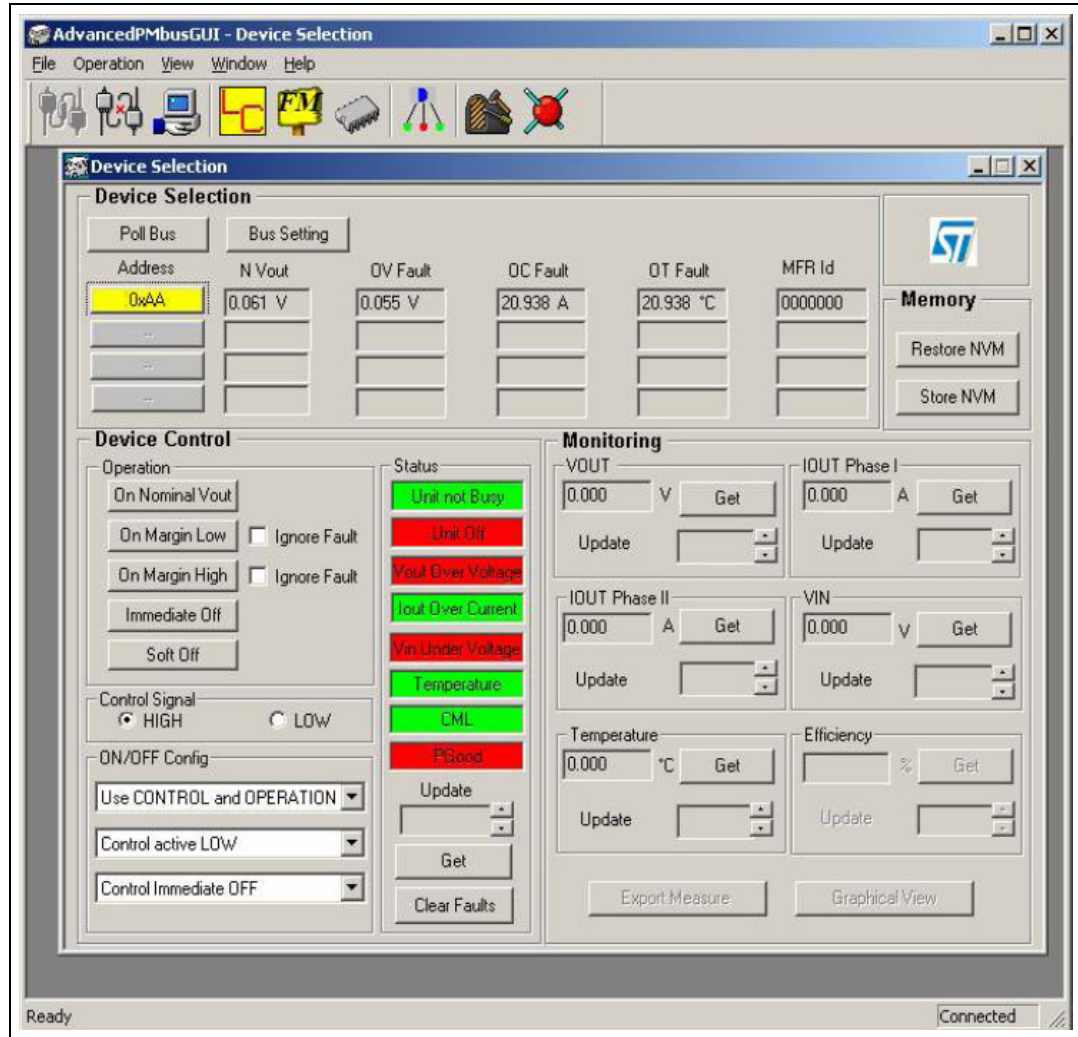 AdvancedPMbusGUI - Device Selection
File Operation View Window Help
LC FM
Device Selection
Device Selection
Poll Bus Bus Setting
ST
Address N Vout OV Fault OC Fault OT Fault MFR Id
0xAA 0.061 V 0.055 V 20.938 A 20.938 °C 0000000
--
--
--
Memory
Restore NVM
Store NVM
Device Control
Operation
On Nominal Vout
On Margin Low Ignore Fault
On Margin High Ignore Fault
Immediate Off
Soft Off
Control Signal
HIGH LOW
ON/OFF Config
Use CONTROL and OPERATION
Control active LOW
Control Immediate OFF
Status
Unit not Busy
Unit Off
Vout Over Voltage
Iout Over Current
Vin Under Voltage
Temperature
CML
PGood
Update
Get
Clear Faults
Monitoring
VOUT
0.000 V Get
Update
IOUT Phase I
0.000 A Get
Update
IOUT Phase II
0.000 A Get
Update
VIN
0.000 V Get
Update
Temperature
0.000 °C Get
Update
Efficiency
% Get
Update
Export Measure Graphical View
Ready Connected